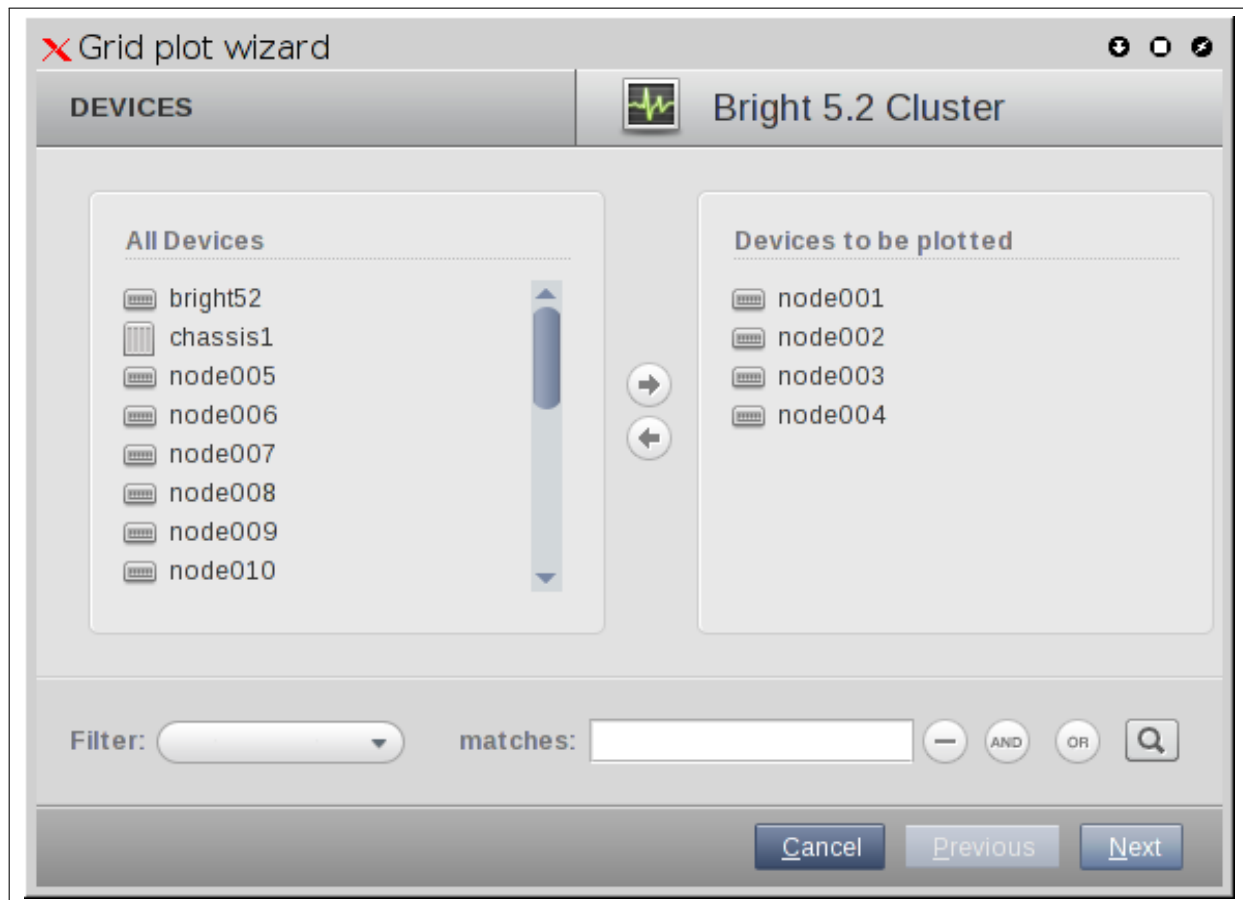 Grid plot wizard
DEVICES
Bright 5.2 Cluster
All Devices
bright52
chassis1
node005
node006
node007
node008
node009
node010
Devices to be plotted
node001
node002
node003
node004
Filter:
matches:
AND
OR
Cancel
Previous
Next